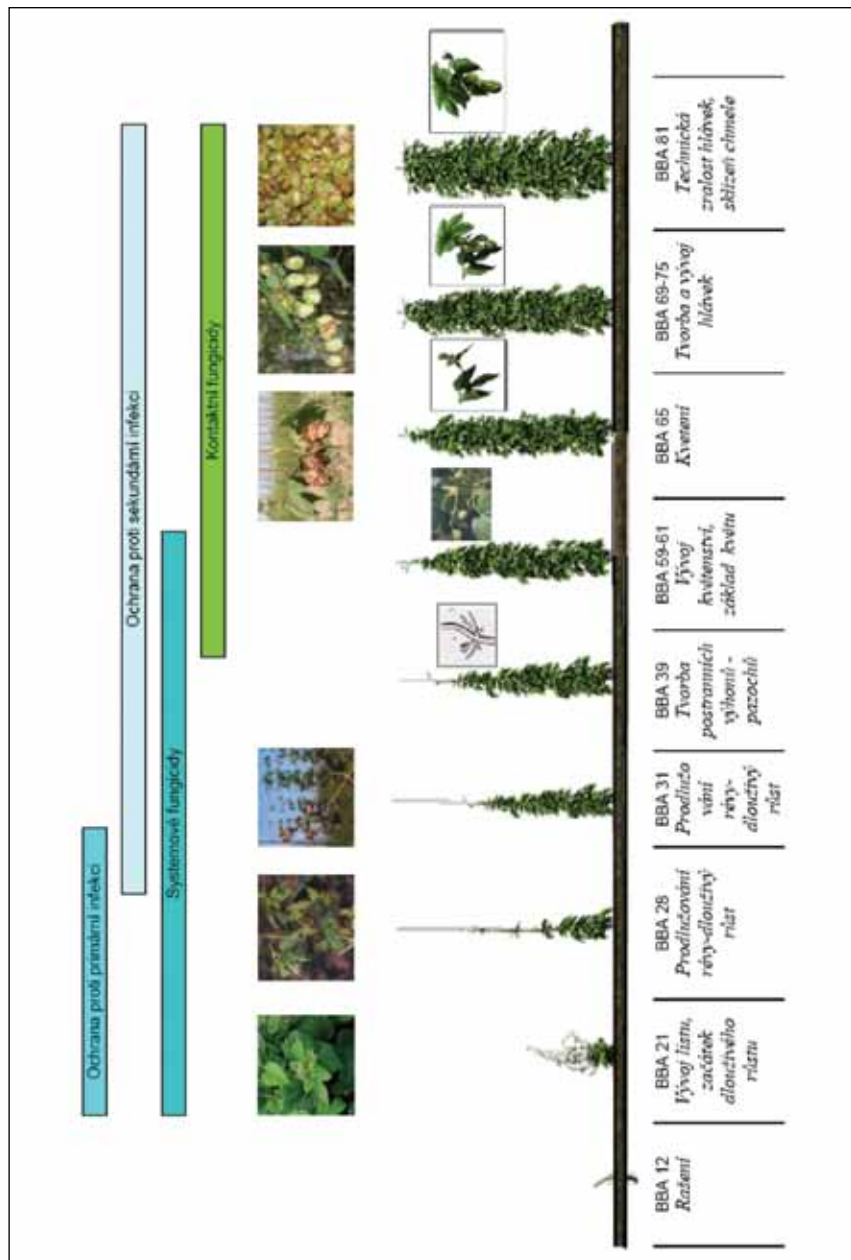 Ochrana proti primární infekci
Ochrana proti sekundární infekci
Systemové fungicidy
Kontaktní fungicidy
BBA 12
Rašení
BBA 21
Vývoj listu,
začátek
dlouživého
růstu
BBA 28
Prodlužování
révy-dlouživý
růst
BBA 31
Prodlužo
vání
révy-
dlouživý
růst
BBA 39
Tvorba
postranních
výhonů -
pazochů
BBA 59-61
Vývoj
květenství,
základ květu
BBA 65
Kvetení
BBA 69-75
Tvorba a vývoj
hlávek
BBA 81
Technická
zralost hlávek,
sklizeň chmele